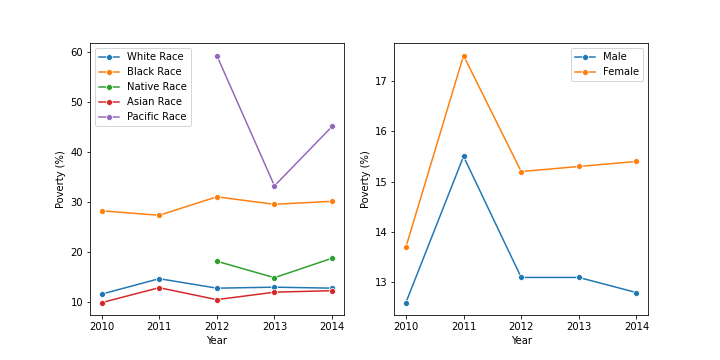 60
50
40
30
20
10
Poverty (%)
White Race
Black Race
Native Race
Asian Race
Pacific Race
2010 2011 2012 2013 2014
Year
17
16
15
14
13
Poverty (%)
Male
Female
2010 2011 2012 2013 2014
Year